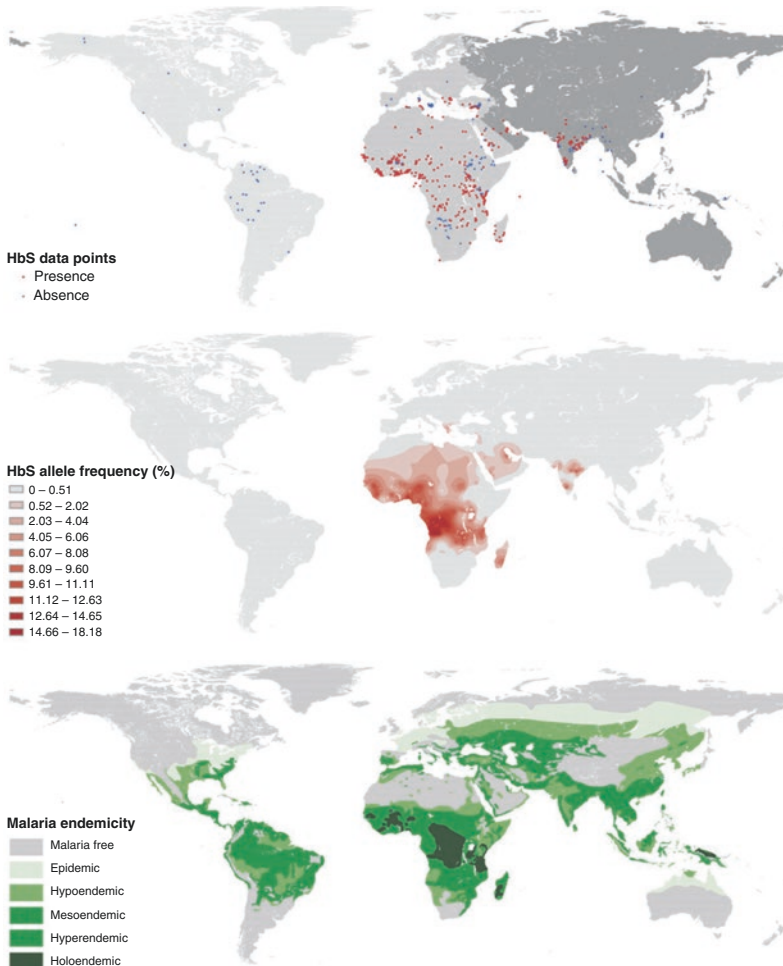 HbS data points
Presence
Absence
HbS allele frequency (%)
0 – 0.51
0.52 – 2.02
2.03 – 4.04
4.05 – 6.06
6.07 – 8.08
8.09 – 9.60
9.61 – 11.11
11.12 – 12.63
12.64 – 14.65
14.66 – 18.18
Malaria endemicity
Malaria free
Epidemic
Hypoendemic
Mesoendemic
Hyperendemic
Holoendemic